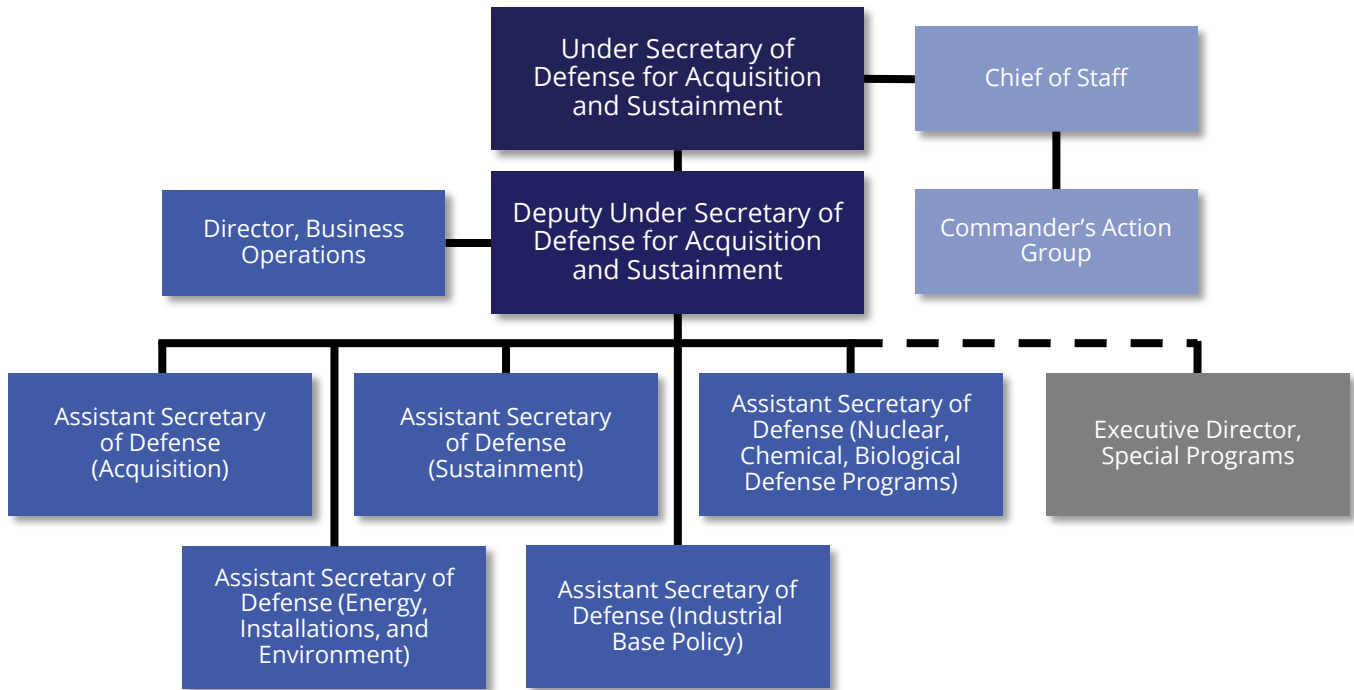 Under Secretary of
Defense for Acquisition
and Sustainment
Chief of Staff
Director, Business
Operations
Deputy Under Secretary of
Defense for Acquisition
and Sustainment
Commander’s Action
Group
Assistant Secretary
of Defense
(Acquisition)
Assistant Secretary
of Defense
(Sustainment)
Assistant Secretary of
Defense (Nuclear,
Chemical, Biological
Defense Programs)
Executive Director,
Special Programs
Assistant Secretary of
Defense (Energy,
Installations, and
Environment)
Assistant Secretary of
Defense (Industrial
Base Policy)